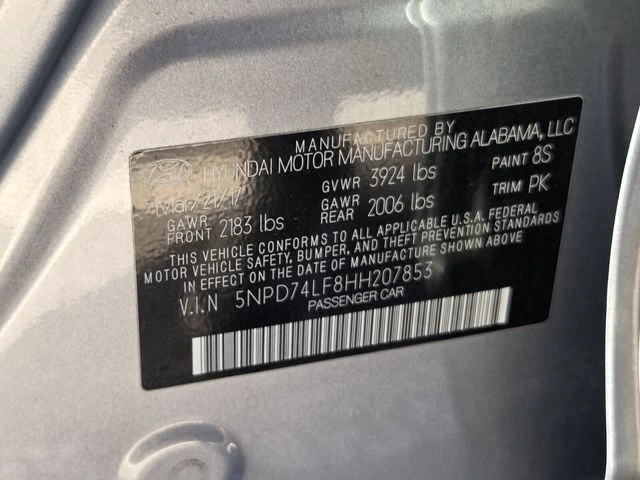 MANUFACTURED BY
HYUNDAI MOTOR MANUFACTURING ALABAMA, LLC
Mar/21/17 GVWR 3924 lbs PAINT 8S
GAWR FRONT 2183 lbs GAWR REAR 2006 lbs TRIM PK
THIS VEHICLE CONFORMS TO ALL APPLICABLE U.S.A. FEDERAL
MOTOR VEHICLE SAFETY, BUMPER, AND THEFT PREVENTION STANDARDS
IN EFFECT ON THE DATE OF MANUFACTURE SHOWN ABOVE
V.I.N 5NPD74LF8HH207853
PASSENGER CAR